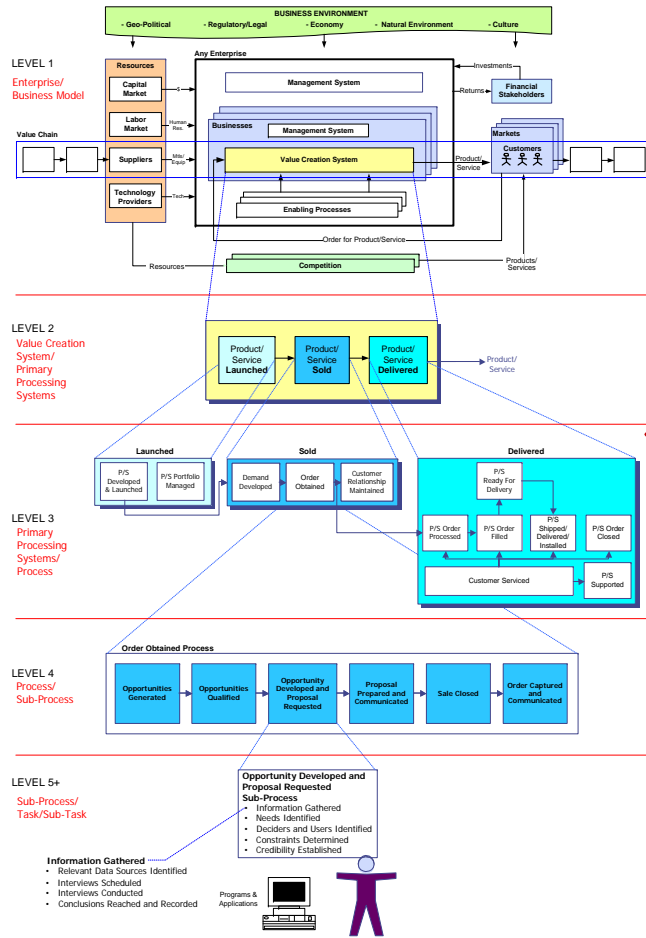 BUSINESS ENVIRONMENT
- Geo-Political - Regulatory/Legal - Economy - Natural Environment - Culture
LEVEL 1
Enterprise/
Business Model
Any Enterprise
Resources
Capital
Market
$
Labor
Market
Human
Res.
Suppliers
Mtls/
Equip
Technology
Providers
Tech
Management System
Businesses
Management System
Value Creation System
Enabling Processes
Investments
Returns
Financial
Stakeholders
Markets
Customers
Product/
Service
Value Chain
Order for Product/Service
Resources
Competition
Products/
Services
LEVEL 2
Value Creation
System/
Primary
Processing
Systems
Product/
Service
Launched
Product/
Service
Sold
Product/
Service
Delivered
Product/
Service
LEVEL 3
Primary
Processing
Systems/
Process
Launched
P/S
Developed
& Launched
P/S Portfolio
Managed
Sold
Demand
Developed
Order
Obtained
Customer
Relationship
Maintained
Delivered
P/S
Ready For
Delivery
P/S Order
Processed
P/S Order
Filled
P/S
Shipped/
Delivered/
Installed
P/S Order
Closed
Customer Serviced
P/S
Supported
LEVEL 4
Process/
Sub-Process
Order Obtained Process
Opportunities
Generated
Opportunities
Qualified
Opportunity
Developed and
Proposal
Requested
Proposal
Prepared and
Communicated
Sale Closed
Order Captured
and
Communicated
LEVEL 5+
Sub-Process/
Task/Sub-Task
Opportunity Developed and
Proposal Requested
Sub-Process
• Information Gathered
• Needs Identified
• Deciders and Users Identified
• Constraints Determined
• Credibility Established
Information Gathered
• Relevant Data Sources Identified
• Interviews Scheduled
• Interviews Conducted
• Conclusions Reached and Recorded
Programs &
Applications